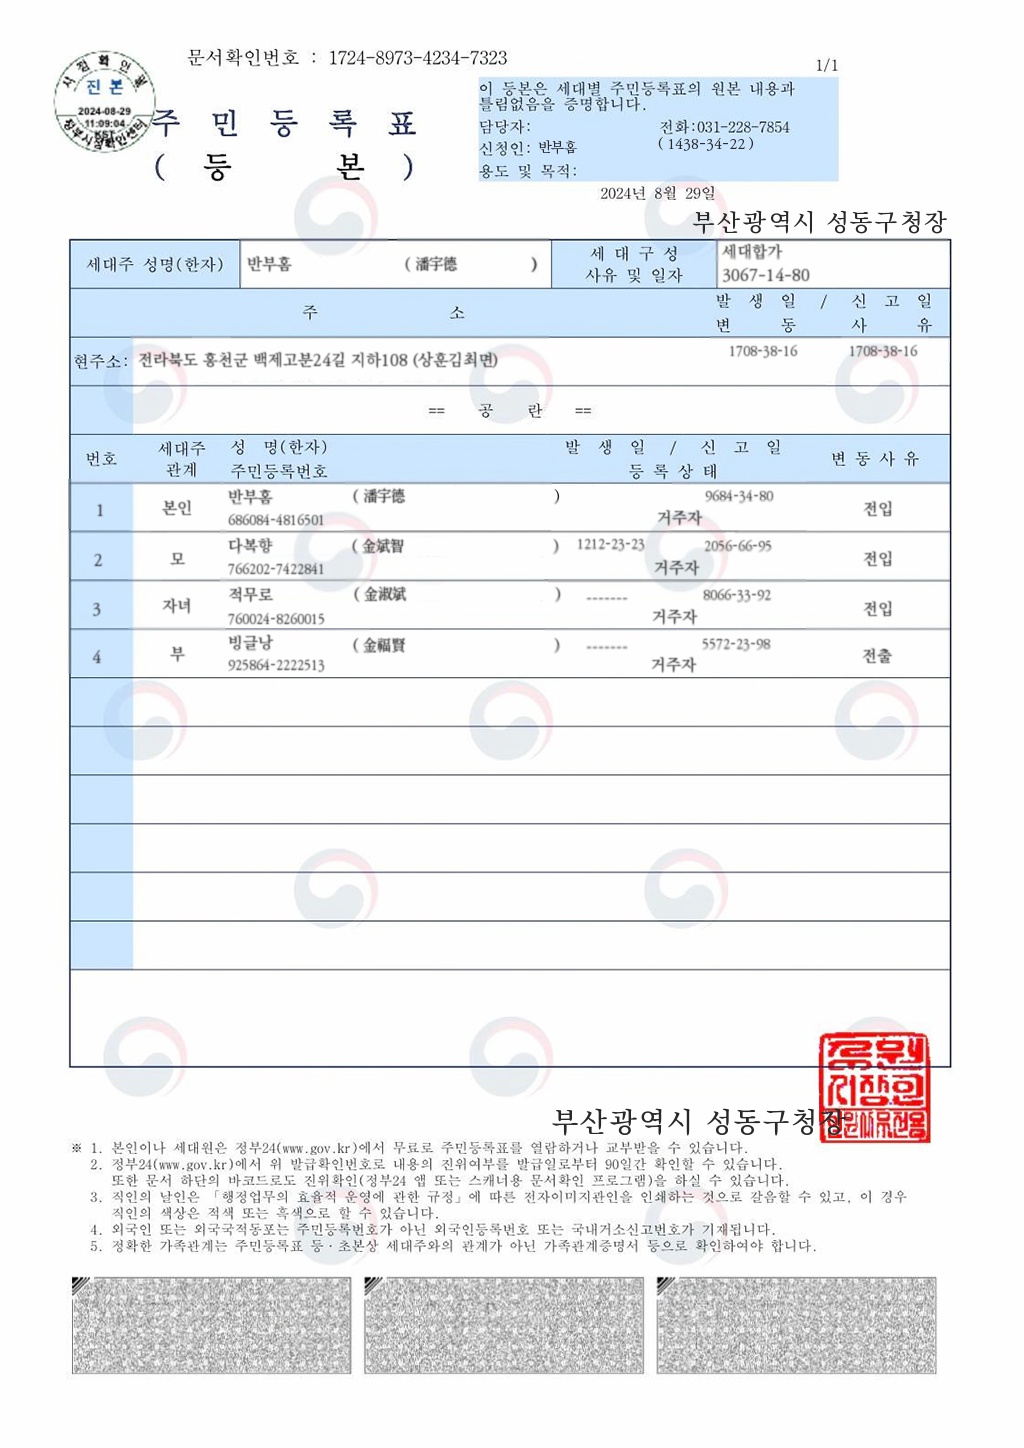 문서확인번호 : 1724-8973-4234-7323
1/1
시점확인필
진본
2024-08-29
11:09:04
KST
정부시점확인센터
주 민 등 록 표
( 등 본 )
이 등본은 세대별 주민등록표의 원본 내용과
틀림없음을 증명합니다.
담당자: 전화:031-228-7854
신청인: 반부홈 (1438-34-22)
용도 및 목적:
2024년 8월 29일
부산광역시 성동구청장
세대주 성명(한자) 반부홈 (潘宇德 ) 세 대 구 성 세대합가
사유 및 일자 3067-14-80
주 소 발 생 일 / 신 고 일
변 동 사 유
현주소: 전라북도 홍천군 백제고분24길 지하108 (상훈김최면) 1708-38-16 1708-38-16
== 공 란 ==
번호 세대주 성 명(한자) 발 생 일 / 신 고 일 변 동 사 유
관계 주민등록번호 등 록 상 태
1 본인 반부홈 (潘宇德 ) 9684-34-80 전입
686084-4816501 거주자
2 모 다복향 (金斌智 ) 1212-23-23 2056-66-95 전입
766202-7422841 거주자
3 자녀 적무로 (金淑斌 ) ------- 8066-33-92 전입
760024-8260015 거주자
4 부 빙글낭 (金福賢 ) ------- 5572-23-98 전출
925864-2222513 거주자
부산광역시 성동구청장
※ 1. 본인이나 세대원은 정부24(www.gov.kr)에서 무료로 주민등록표를 열람하거나 교부받을 수 있습니다.
2. 정부24(www.gov.kr)에서 위 발급확인번호로 내용의 진위여부를 발급일로부터 90일간 확인할 수 있습니다.
또한 문서 하단의 바코드로도 진위확인(정부24 앱 또는 스캐너용 문서확인 프로그램)을 하실 수 있습니다.
3. 직인의 날인은 「행정업무의 효율적 운영에 관한 규정」에 따른 전자이미지관인을 인쇄하는 것으로 갈음할 수 있고, 이 경우
직인의 색상은 적색 또는 흑색으로 할 수 있습니다.
4. 외국인 또는 외국국적동포는 주민등록번호가 아닌 외국인등록번호 또는 국내거소신고번호가 기재됩니다.
5. 정확한 가족관계는 주민등록표 등·초본상 세대주와의 관계가 아닌 가족관계증명서 등으로 확인하여야 합니다.